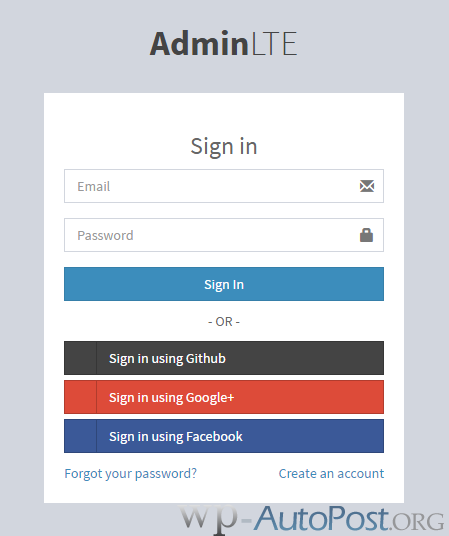 AdminLTE
Sign in
Email
Password
Sign In
- OR -
Sign in using Github
Sign in using Google+
Sign in using Facebook
Forgot your password? Create an account
wp-AutoPost.ORG